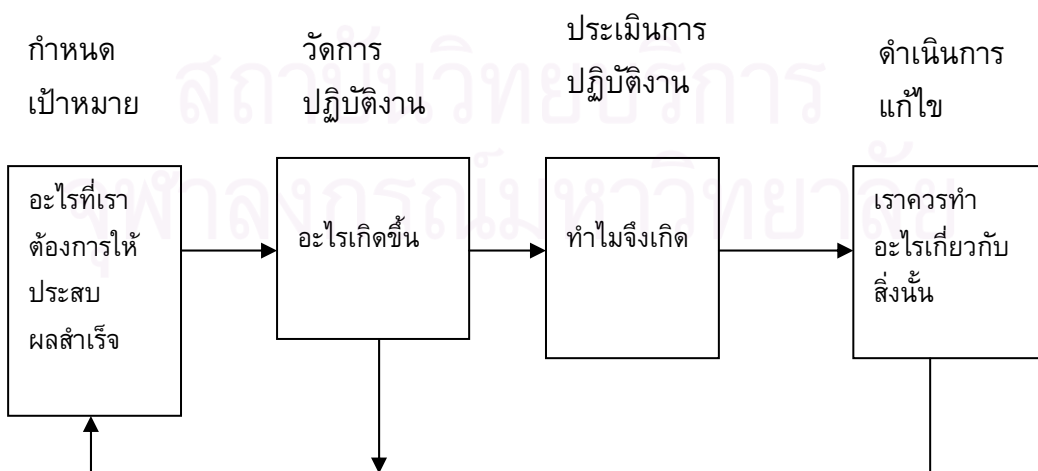 กำหนด
เป้าหมาย
วัดการ
ปฏิบัติงาน
ประเมินการ
ปฏิบัติงาน
ดำเนินการ
แก้ไข
สถาบันวิทยบริการ
จุฬาลงกรณ์มหาวิทยาลัย
อะไรที่เรา
ต้องการให้
ประสบ
ผลสำเร็จ
อะไรเกิดขึ้น
ทำไมจึงเกิด
เราควรทำ
อะไรเกี่ยวกับ
สิ่งนั้น